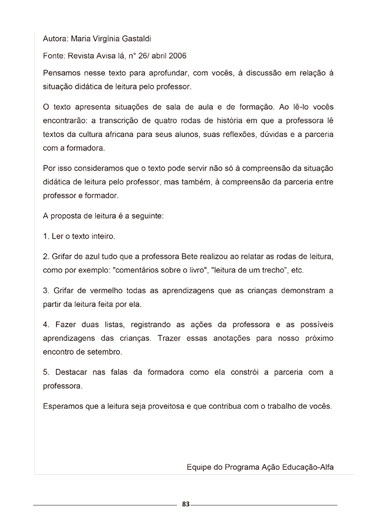 Autora: Maria Virgínia Gastaldi
Fonte: Revista Avisa lá, n° 26/ abril 2006
Pensamos nesse texto para aprofundar, com vocês, à discussão em relação à
situação didática de leitura pelo professor.
O texto apresenta situações de sala de aula e de formação. Ao lê-lo vocês
encontrarão: a transcrição de quatro rodas de história em que a professora lê
textos da cultura africana para seus alunos, suas reflexões, dúvidas e a parceria
com a formadora.
Por isso consideramos que o texto pode servir não só à compreensão da situação
didática de leitura pelo professor, mas também, à compreensão da parceria entre
professor e formador.
A proposta de leitura é a seguinte:
1. Ler o texto inteiro.
2. Grifar de azul tudo que a professora Bete realizou ao relatar as rodas de leitura,
como por exemplo: "comentários sobre o livro", "leitura de um trecho", etc.
3. Grifar de vermelho todas as aprendizagens que as crianças demonstram a
partir da leitura feita por ela.
4. Fazer duas listas, registrando as ações da professora e as possíveis
aprendizagens das crianças. Trazer essas anotações para nosso próximo
encontro de setembro.
5. Destacar nas falas da formadora como ela constrói a parceria com a
professora.
Esperamos que a leitura seja proveitosa e que contribua com o trabalho de vocês.
Equipe do Programa Ação Educação-Alfa
83